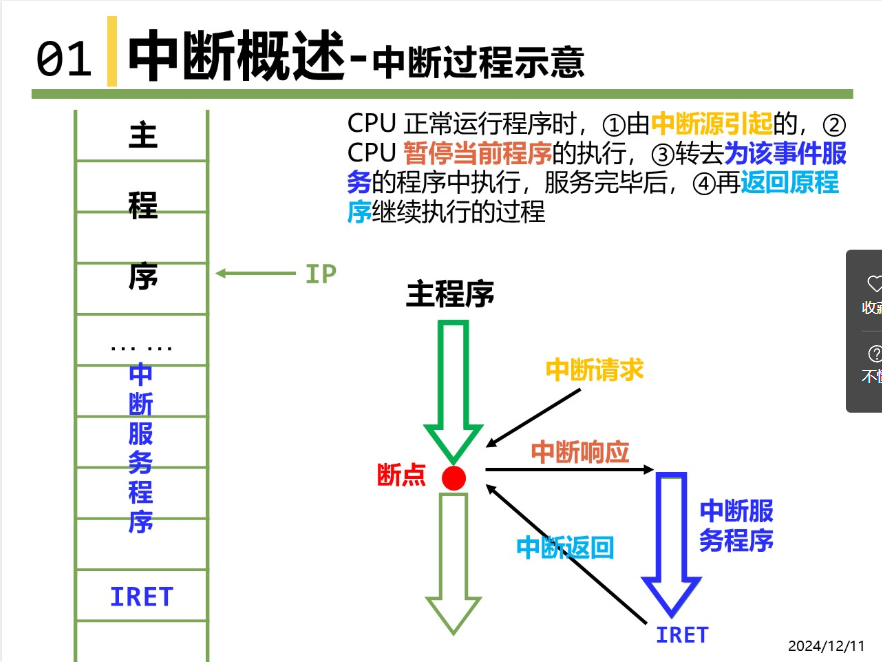 01 中断概述-中断过程示意
CPU 正常运行程序时，①由中断源引起的，②
CPU 暂停当前程序的执行，③转去为该事件服
务的程序中执行，服务完毕后，④再返回原程
序继续执行的过程
主
程
序
… …
中
断
服
务
程
序
IRET
IP
主程序
中断请求
中断响应
断点
中断服
务程序
中断返回
IRET
2024/12/11
收藏